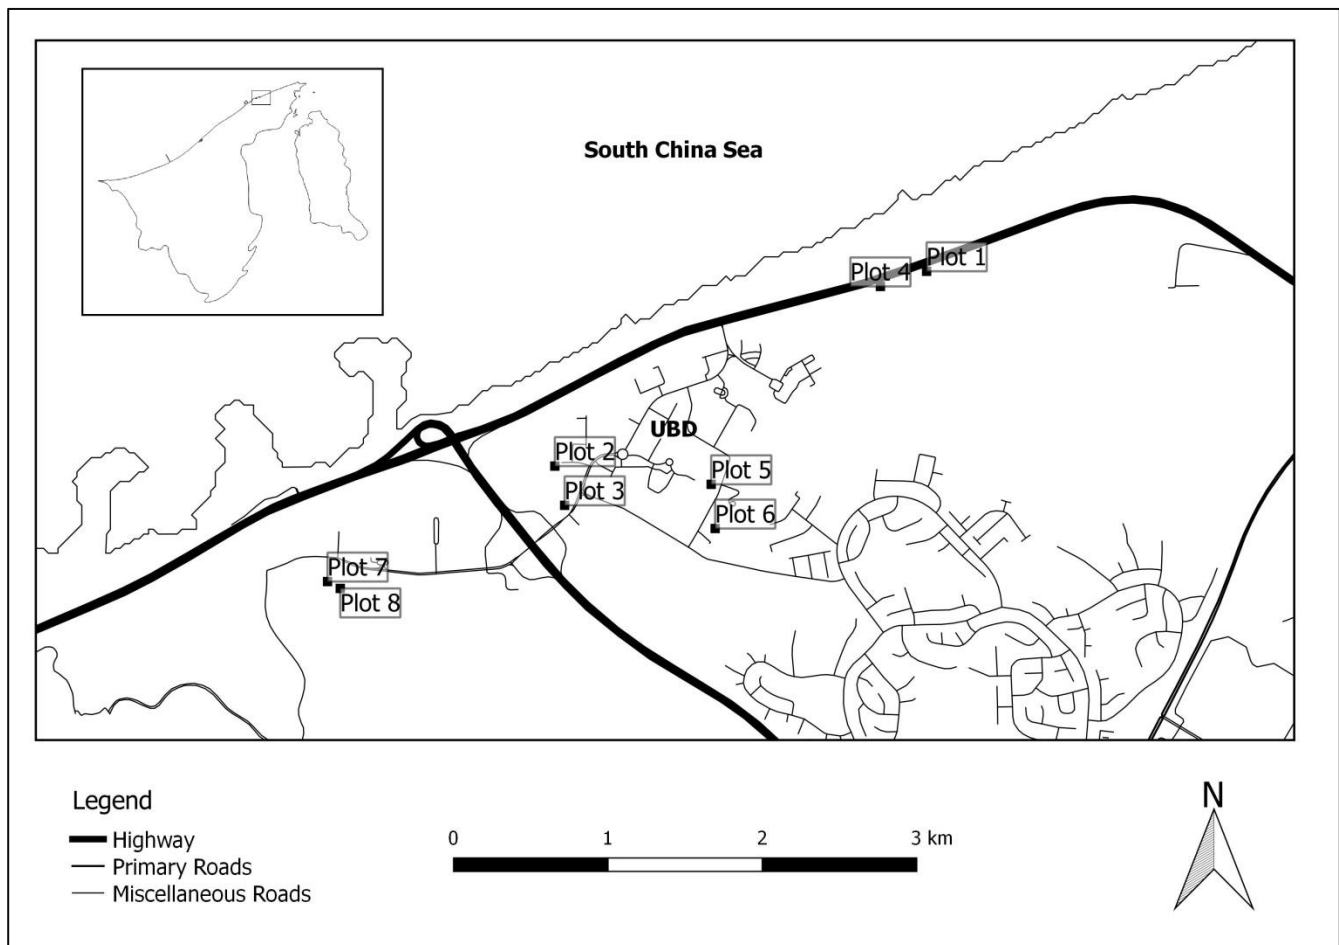 South China Sea
Plot 1
Plot 4
UBD
Plot 2
Plot 5
Plot 3
Plot 6
Plot 7
Plot 8
Legend
Highway
Primary Roads
Miscellaneous Roads
0 1 2 3 km
N